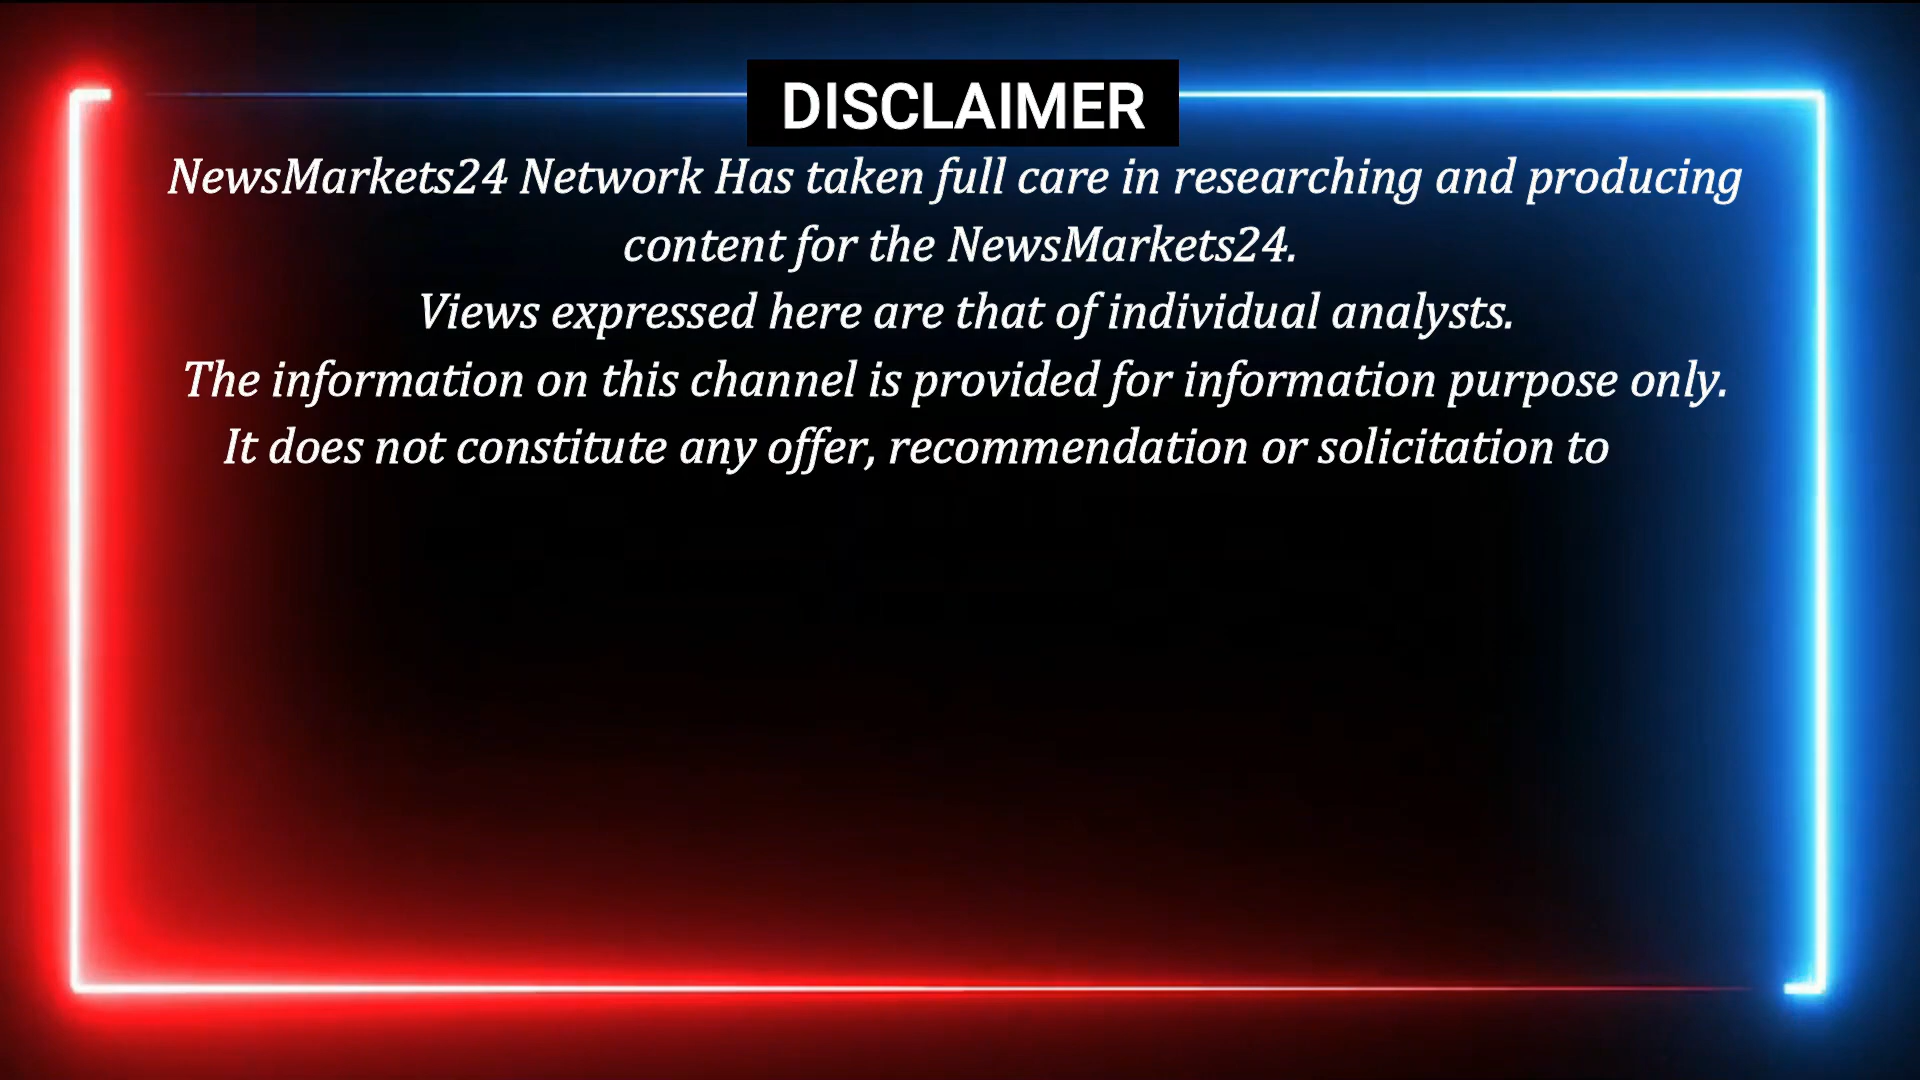 DISCLAIMER
NewsMarkets24 Network Has taken full care in researching and producing
content for the NewsMarkets24.
Views expressed here are that of individual analysts.
The information on this channel is provided for information purpose only.
It does not constitute any offer, recommendation or solicitation to